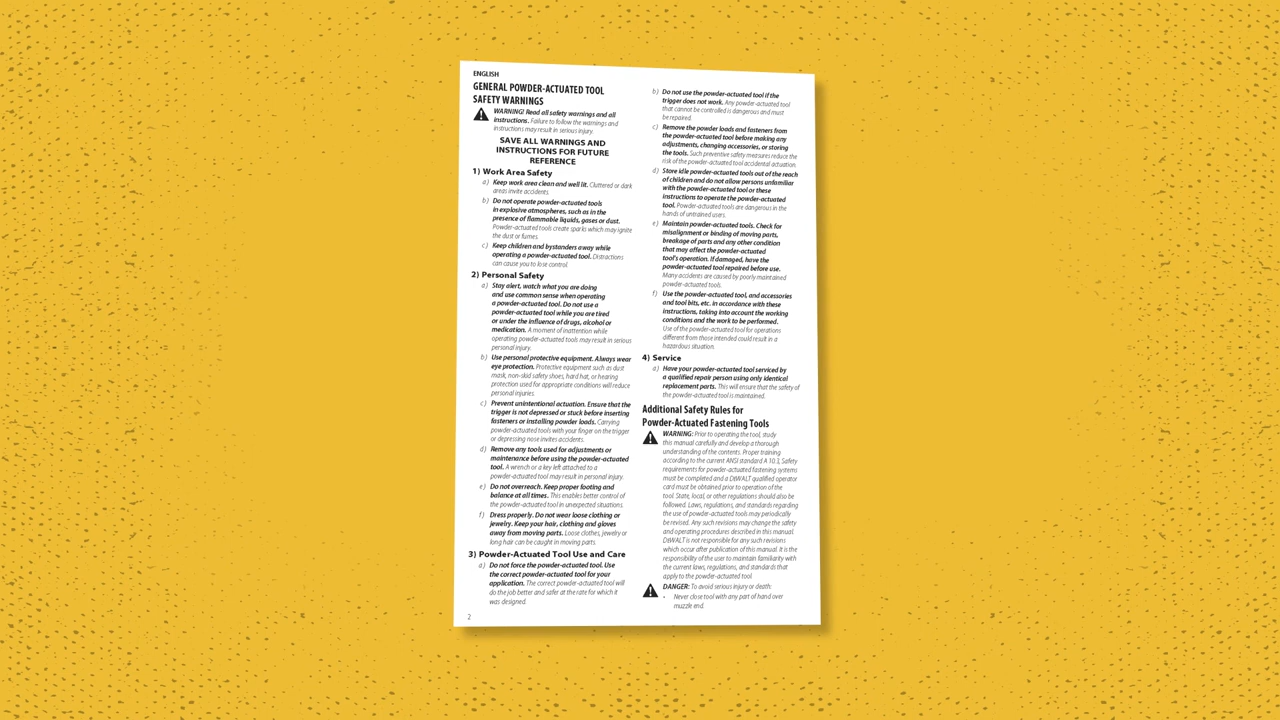 ENGLISH
GENERAL POWDER-ACTUATED TOOL
SAFETY WARNINGS
WARNING! Read all safety warnings and all
instructions. Failure to follow the warnings and
instructions may result in serious injury.
SAVE ALL WARNINGS AND
INSTRUCTIONS FOR FUTURE
REFERENCE
1) Work Area Safety
a) Keep work area clean and well lit. Cluttered or dark
areas invite accidents.
b) Do not operate powder-actuated tools
in explosive atmospheres, such as in the
presence of flammable liquids, gases or dust.
Powder-actuated tools create sparks which may ignite
the dust or fumes.
c) Keep children and bystanders away while
operating a powder-actuated tool. Distractions
can cause you to lose control.
2) Personal Safety
a) Stay alert, watch what you are doing
and use common sense when operating
a powder-actuated tool. Do not use a
powder-actuated tool while you are tired
or under the influence of drugs, alcohol or
medication. A moment of inattention while
operating powder-actuated tools may result in serious
personal injury.
b) Use personal protective equipment. Always wear
eye protection. Protective equipment such as dust
mask, non-skid safety shoes, hard hat, or hearing
protection used for appropriate conditions will reduce
personal injuries.
c) Prevent unintentional actuation. Ensure that the
trigger is not depressed or stuck before inserting
fasteners or installing powder loads. Carrying
powder-actuated tools with your finger on the trigger
or depressing nose invites accidents.
d) Remove any tools used for adjustments or
maintenance before using the powder-actuated
tool. A wrench or a key left attached to a
powder-actuated tool may result in personal injury.
e) Do not overreach. Keep proper footing and
balance at all times. This enables better control of
the powder-actuated tool in unexpected situations.
f) Dress properly. Do not wear loose clothing or
jewelry. Keep your hair, clothing and gloves
away from moving parts. Loose clothes, jewelry or
long hair can be caught in moving parts.
3) Powder-Actuated Tool Use and Care
a) Do not force the powder-actuated tool. Use
the correct powder-actuated tool for your
application. The correct powder-actuated tool will
do the job better and safer at the rate for which it
was designed.
2
b) Do not use the powder-actuated tool if the
trigger does not work. Any powder-actuated tool
that cannot be controlled is dangerous and must
be repaired.
c) Remove the powder loads and fasteners from
the powder-actuated tool before making any
adjustments, changing accessories, or storing
the tools. Such preventive safety measures reduce the
risk of the powder-actuated tool accidental actuation.
d) Store idle powder-actuated tools out of the reach
of children and do not allow persons unfamiliar
with the powder-actuated tool or these
instructions to operate the powder-actuated
tool. Powder-actuated tools are dangerous in the
hands of untrained users.
e) Maintain powder-actuated tools. Check for
misalignment or binding of moving parts,
breakage of parts and any other condition
that may affect the powder-actuated
tool's operation. If damaged, have the
powder-actuated tool repaired before use.
Many accidents are caused by poorly maintained
powder-actuated tools.
f) Use the powder-actuated tool, and accessories
and tool bits, etc. in accordance with these
instructions, taking into account the working
conditions and the work to be performed.
Use of the powder-actuated tool for operations
different from those intended could result in a
hazardous situation.
4) Service
a) Have your powder-actuated tool serviced by
a qualified repair person using only identical
replacement parts. This will ensure that the safety of
the powder-actuated tool is maintained.
Additional Safety Rules for
Powder-Actuated Fastening Tools
WARNING: Prior to operating the tool, study
this manual carefully and develop a thorough
understanding of the contents. Proper training
according to the current ANSI standard A 10.3, Safety
requirements for powder-actuated fastening systems
must be completed and a DEWALT qualified operator
card must be obtained prior to operation of the
tool. State, local, or other regulations should also be
followed. Laws, regulations, and standards regarding
the use of powder-actuated tools may periodically
be revised. Any such revisions may change the safety
and operating procedures described in this manual.
DEWALT is not responsible for any such revisions
which occur after publication of this manual. It is the
responsibility of the user to maintain familiarity with
the current laws, regulations, and standards that
apply to the powder-actuated tool.
DANGER: To avoid serious injury or death:
• Never close tool with any part of hand over
muzzle end.